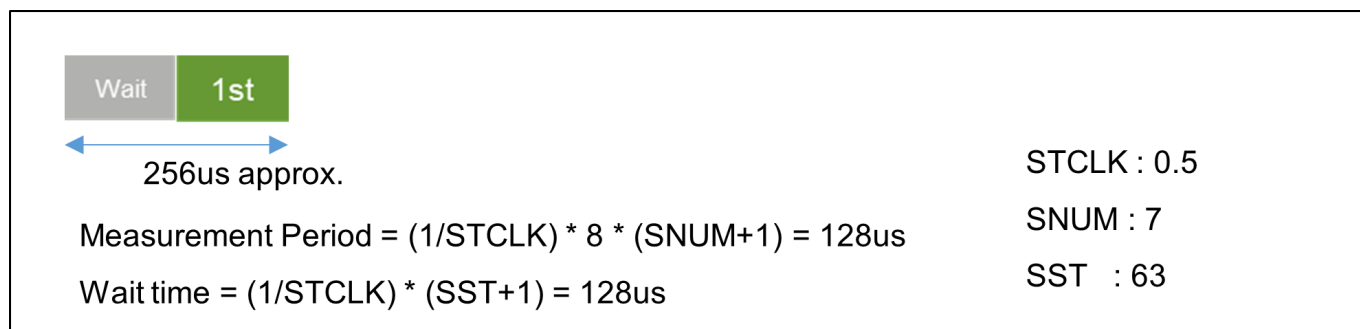 Wait 1st
256us approx.
Measurement Period = (1/STCLK) * 8 * (SNUM+1) = 128us
Wait time = (1/STCLK) * (SST+1) = 128us
STCLK : 0.5
SNUM : 7
SST : 63